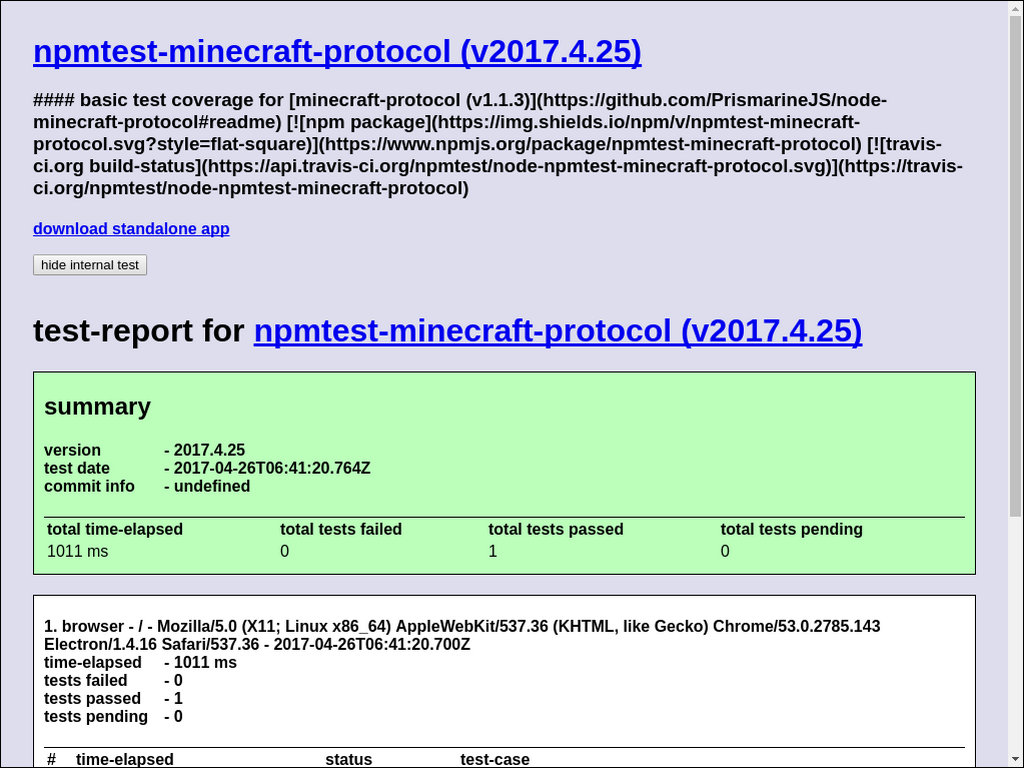 npmtest-minecraft-protocol (v2017.4.25)
#### basic test coverage for [minecraft-protocol (v1.1.3)](https://github.com/PrismarineJS/node-
minecraft-protocol#readme) [![npm package](https://img.shields.io/npm/v/npmtest-minecraft-
protocol.svg?style=flat-square)](https://www.npmjs.org/package/npmtest-minecraft-protocol) [![travis-
ci.org build-status](https://api.travis-ci.org/npmtest/node-npmtest-minecraft-protocol.svg)](https://travis-
ci.org/npmtest/node-npmtest-minecraft-protocol)
download standalone app
hide internal test
test-report for npmtest-minecraft-protocol (v2017.4.25)
summary
version - 2017.4.25
test date - 2017-04-26T06:41:20.764Z
commit info - undefined
total time-elapsed total tests failed total tests passed total tests pending
1011 ms 0 1 0
1. browser - / - Mozilla/5.0 (X11; Linux x86_64) AppleWebKit/537.36 (KHTML, like Gecko) Chrome/53.0.2785.143
Electron/1.4.16 Safari/537.36 - 2017-04-26T06:41:20.700Z
time-elapsed - 1011 ms
tests failed - 0
tests passed - 1
tests pending - 0
# time-elapsed status test-case